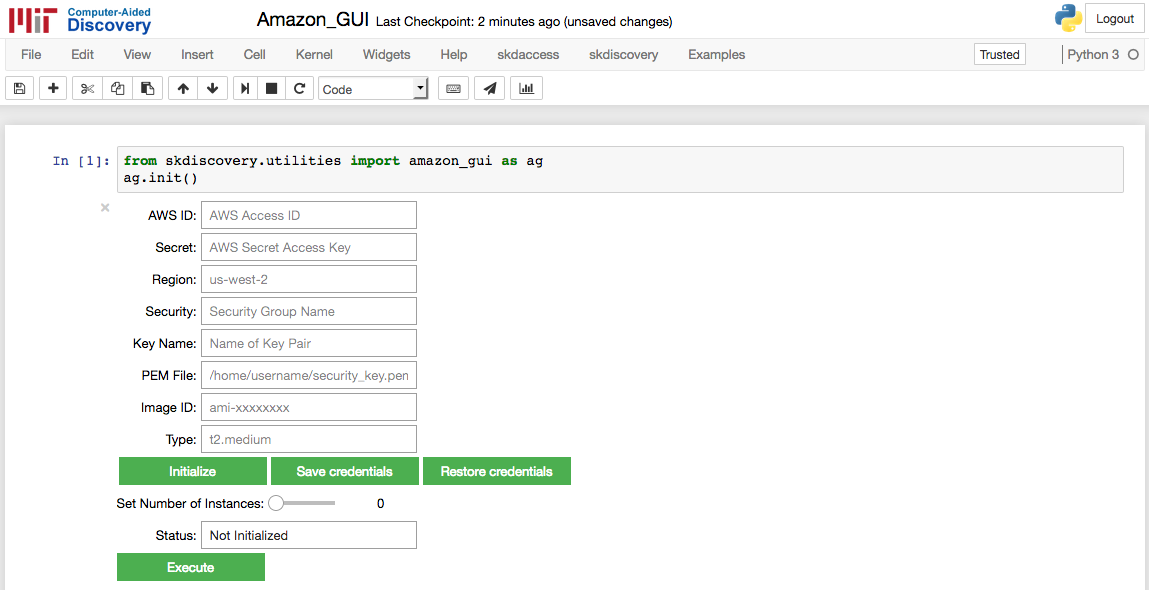 MIT Computer-Aided Discovery
Amazon_GUI Last Checkpoint: 2 minutes ago (unsaved changes)
Logout
File Edit View Insert Cell Kernel Widgets Help skdaccess skdiscovery Examples Trusted Python 3
Code
In [1]: from skdiscovery.utilities import amazon_gui as ag
ag.init()
AWS ID: AWS Access ID
Secret: AWS Secret Access Key
Region: us-west-2
Security: Security Group Name
Key Name: Name of Key Pair
PEM File: /home/username/security_key.pem
Image ID: ami-xxxxxxxx
Type: t2.medium
Initialize Save credentials Restore credentials
Set Number of Instances: 0
Status: Not Initialized
Execute